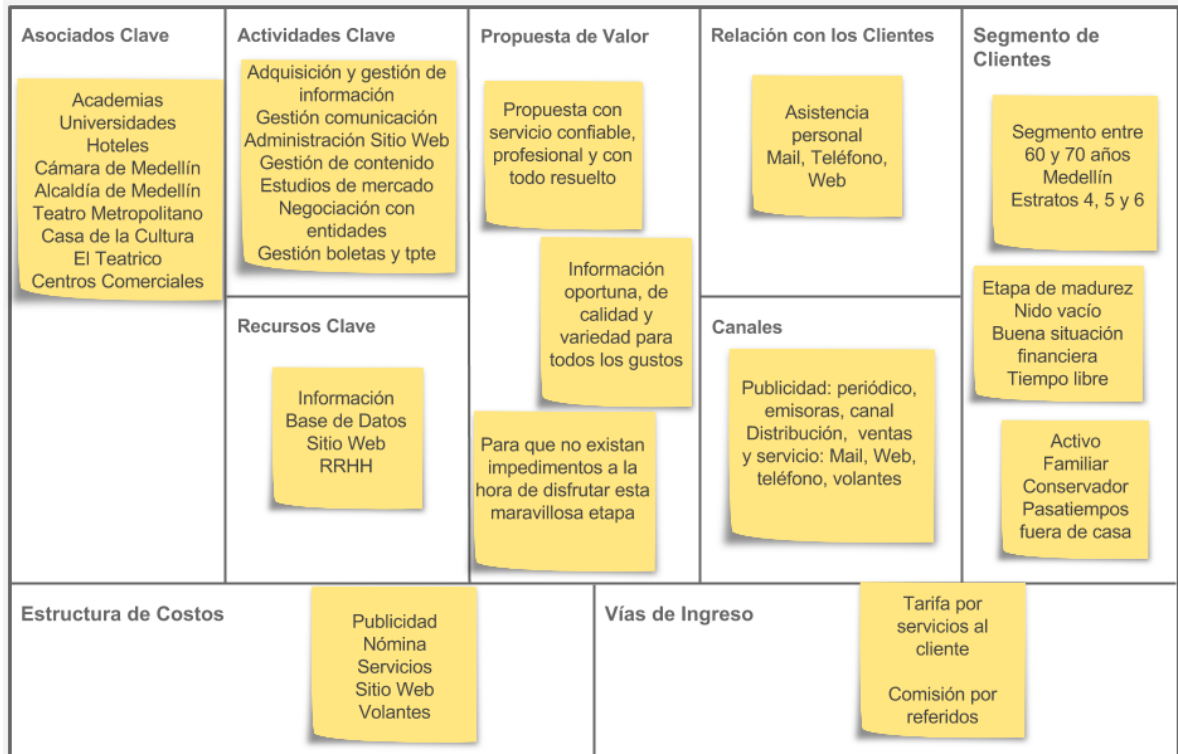 Asociados Clave
Academias
Universidades
Hoteles
Cámara de Medellín
Alcaldía de Medellín
Teatro Metropolitano
Casa de la Cultura
El Teatrico
Centros Comerciales
Actividades Clave
Adquisición y gestión de
información
Gestión comunicación
Administración Sitio Web
Gestión de contenido
Estudios de mercado
Negociación con
entidades
Gestión boletas y tpte
Recursos Clave
Información
Base de Datos
Sitio Web
RRHH
Propuesta de Valor
Propuesta con
servicio confiable,
profesional y con
todo resuelto
Información
oportuna, de
calidad y
variedad para
todos los gustos
Para que no existan
impedimentos a la
hora de disfrutar esta
maravillosa etapa
Relación con los Clientes
Asistencia
personal
Mail, Teléfono,
Web
Canales
Publicidad: periódico,
emisoras, canal
Distribución, ventas
y servicio: Mail, Web,
teléfono, volantes
Segmento de
Clientes
Segmento entre
60 y 70 años
Medellín
Estratos 4, 5 y 6
Etapa de madurez
Nido vacío
Buena situación
financiera
Tiempo libre
Activo
Familiar
Conservador
Pasatiempos
fuera de casa
Estructura de Costos
Publicidad
Nómina
Servicios
Sitio Web
Volantes
Vías de Ingreso
Tarifa por
servicios al
cliente
Comisión por
referidos